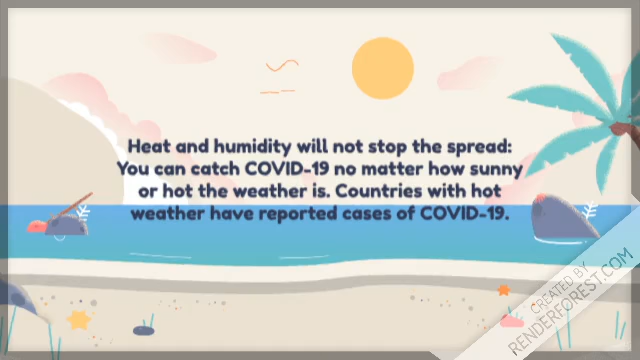 Heat and humidity will not stop the spread:
You can catch COVID-19 no matter how sunny
or hot the weather is. Countries with hot
weather have reported cases of COVID-19.
CREATED BY
RENDERFOREST.COM